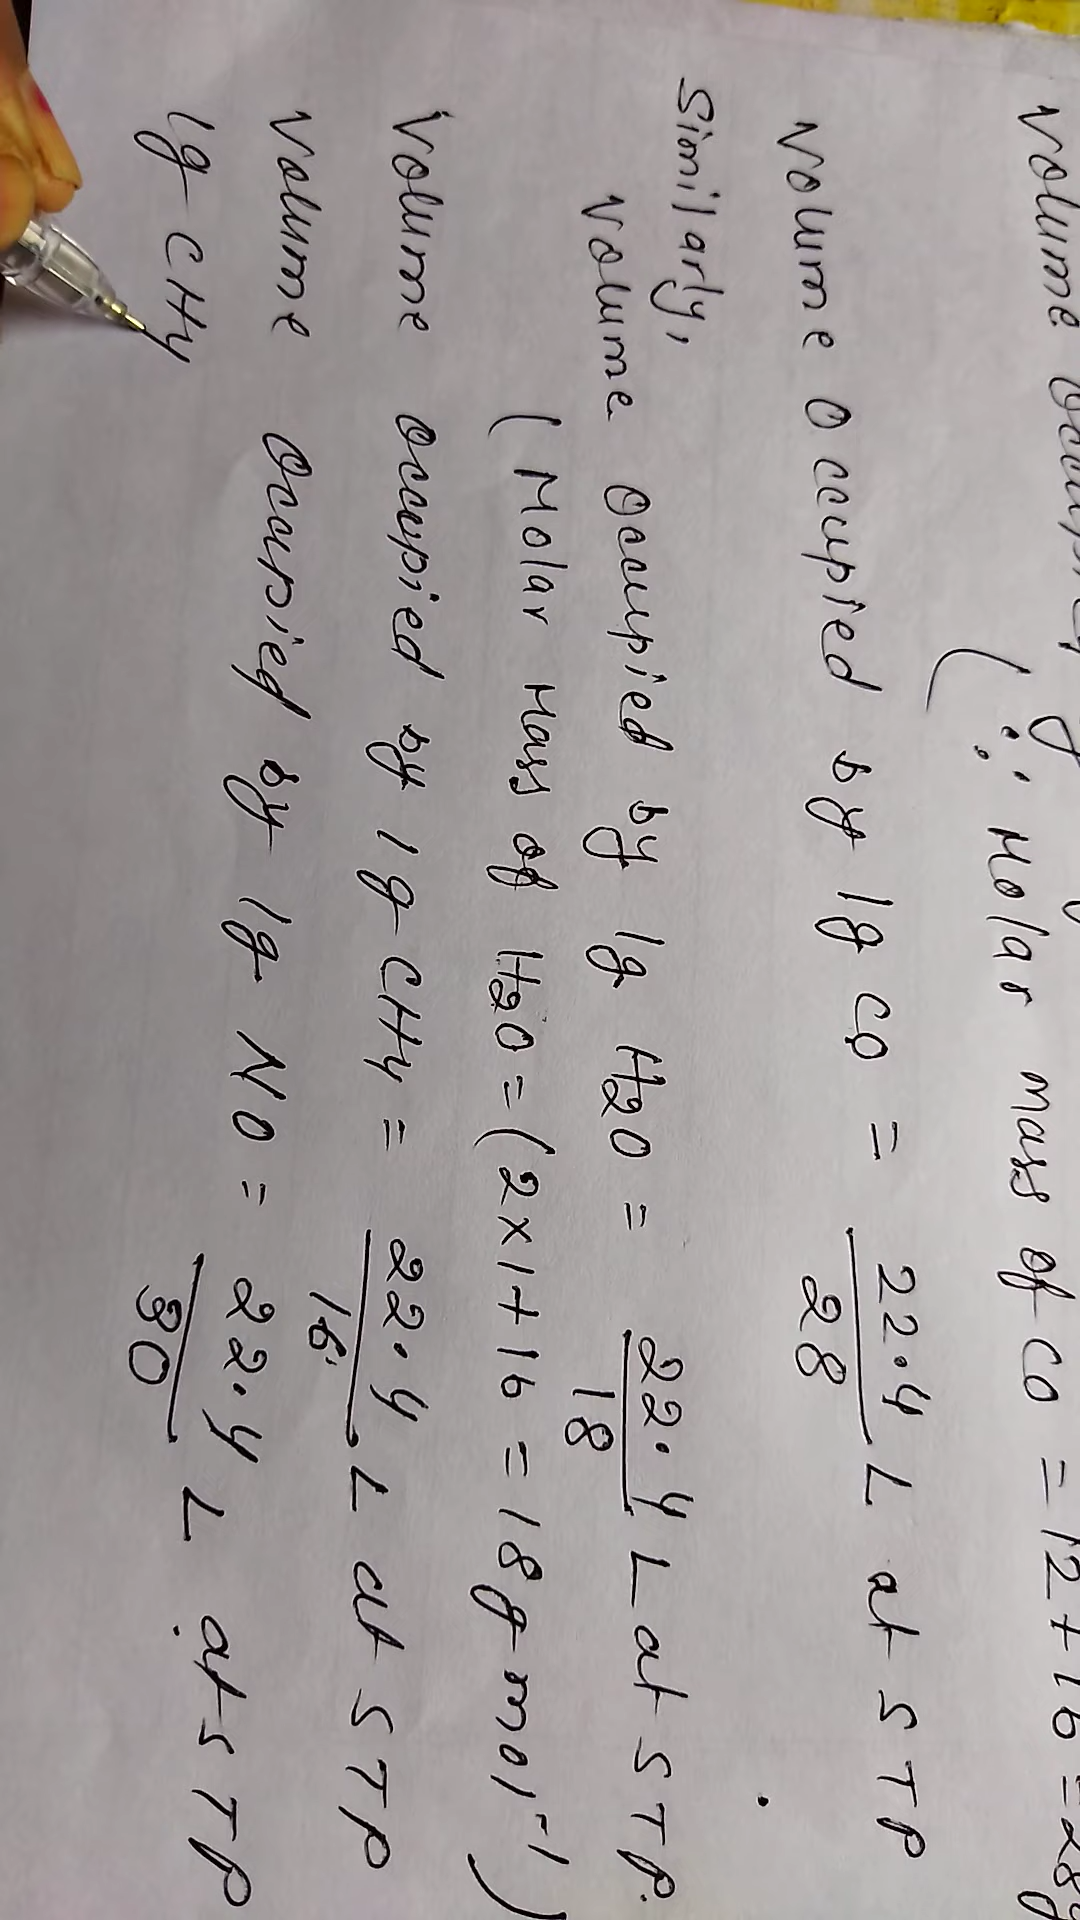 Volume
(∵ Molar mass of CO = 12 + 16 = 28g
Volume Occupied by 1g CO = 22.4/28 L at STP
Similarly,
Volume Occupied by 1g H2O = 22.4/18 L at STP.
(Molar Mass of H2O = (2×1+16 = 18g mol⁻¹)
Volume Occupied by 1g CH4 = 22.4/16 L at STP
Volume Occupied by 1g NO = 22.4/30 L at STP
1g CH4